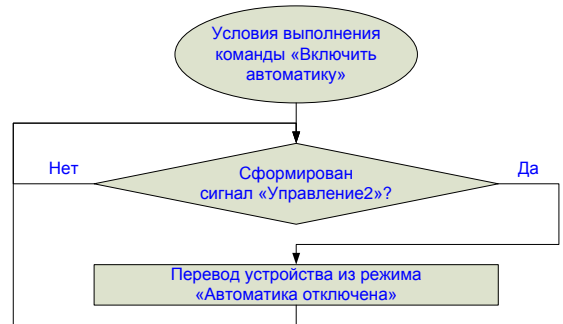 Условия выполнения
команды «Включить
автоматику»
Нет
Сформирован
сигнал «Управление2»?
Да
Перевод устройства из режима
«Автоматика отключена»